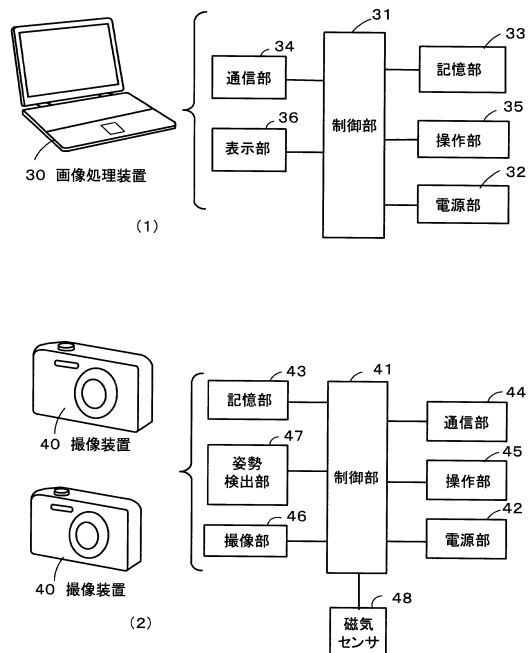 31
34
33
通信部
記憶部
36
制御部
35
表示部
操作部
30 画像処理装置
32
電源部
(1)
43
41
44
記憶部
通信部
47
45
姿勢
検出部
制御部
操作部
40 撮像装置
46
42
撮像部
電源部
40 撮像装置
48
(2)
磁気
センサ